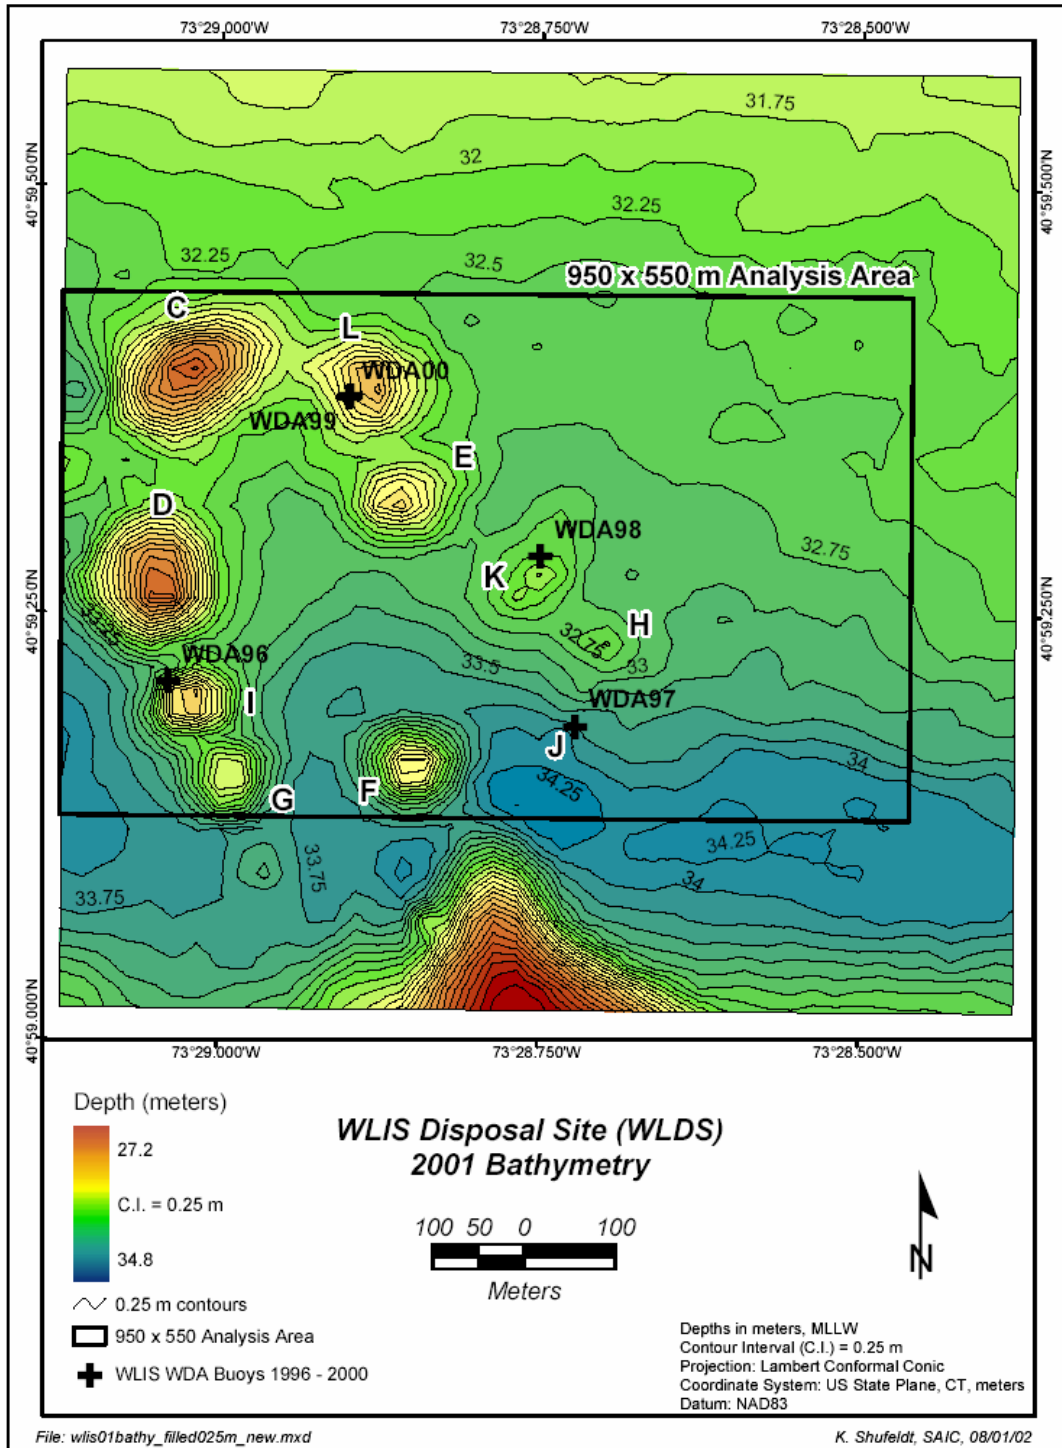 73°29.000'W 73°28.750'W 73°28.500'W
31.75
40°59.500'N 40°59.500'N
32
32.25
32.25
32.5
950 x 550 m Analysis Area
C
L
WDA00
WDA99
E
D
WDA98
32.75
K
33.25
40°59.250'N 40°59.250'N
H
32.75
WDA96
33.5
33
WDA97
I
J
34
34.25
F
G
34.25
33.75
34
33.75
40°59.000'N
73°29.000'W 73°28.750'W 73°28.500'W
Depth (meters)
27.2
C.I. = 0.25 m
34.8
0.25 m contours
950 x 550 Analysis Area
WLIS WDA Buoys 1996 - 2000
WLIS Disposal Site (WLDS)
2001 Bathymetry
100 50 0 100
Meters
N
Depths in meters, MLLW
Contour Interval (C.I.) = 0.25 m
Projection: Lambert Conformal Conic
Coordinate System: US State Plane, CT, meters
Datum: NAD83
File: wlis01bathy_filled025m_new.mxd
K. Shufeldt, SAIC, 08/01/02